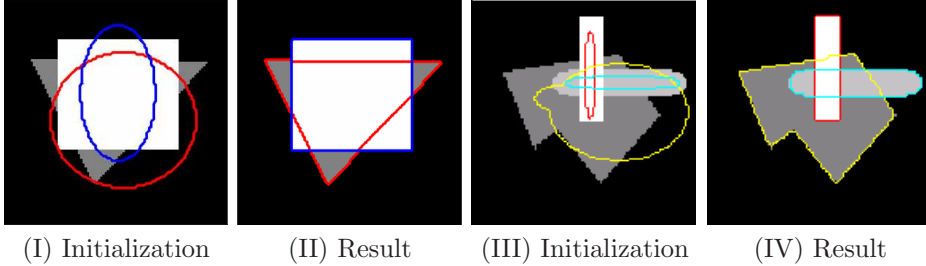 (I) Initialization
(II) Result
(III) Initialization
(IV) Result